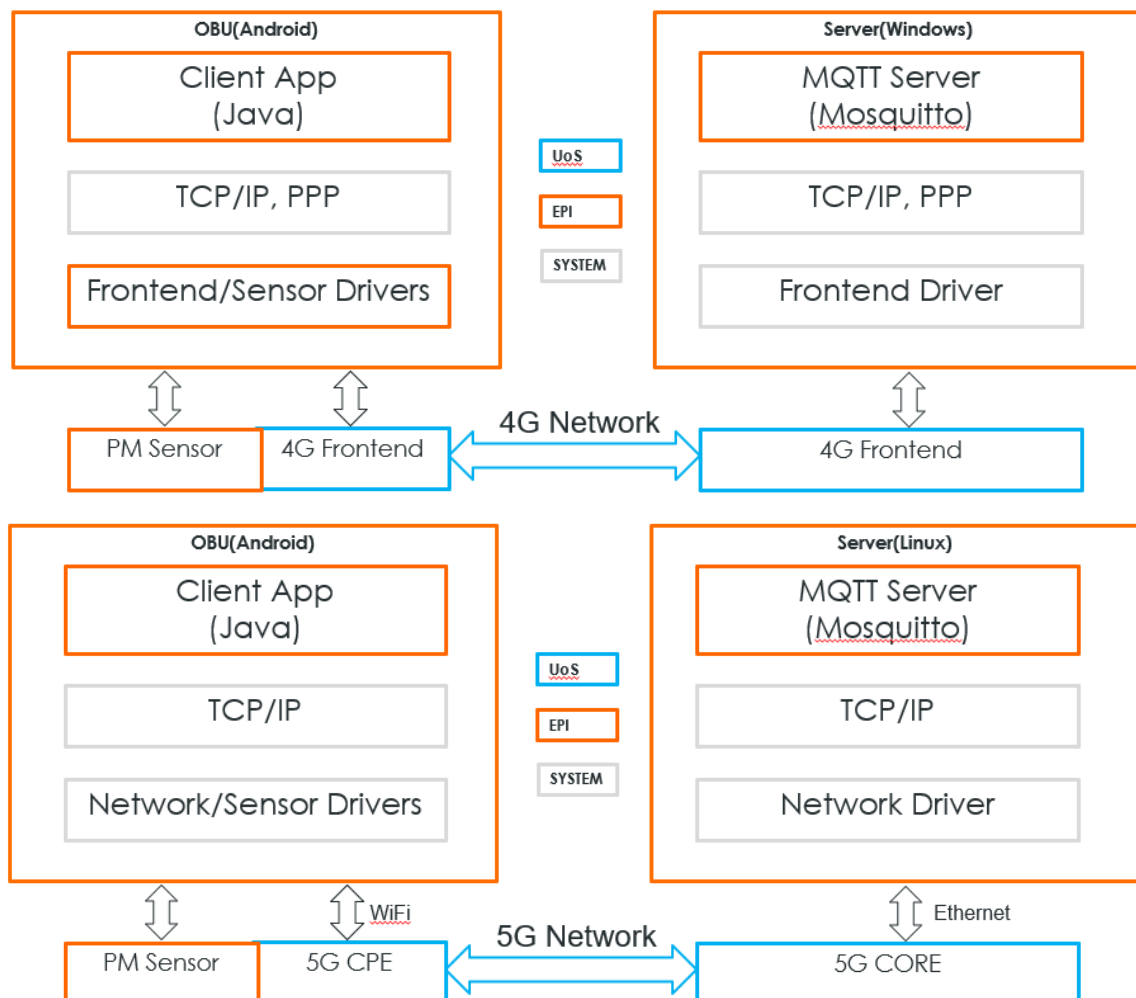 OBU(Android)
Client App
(Java)
TCP/IP, PPP
Frontend/Sensor Drivers
PM Sensor
4G Frontend
UoS
EPI
SYSTEM
4G Network
Server(Windows)
MQTT Server
(Mosquitto)
TCP/IP, PPP
Frontend Driver
4G Frontend
OBU(Android)
Client App
(Java)
TCP/IP
Network/Sensor Drivers
WiFi
PM Sensor
5G CPE
UoS
EPI
SYSTEM
5G Network
Server(Linux)
MQTT Server
(Mosquitto)
TCP/IP
Network Driver
Ethernet
5G CORE